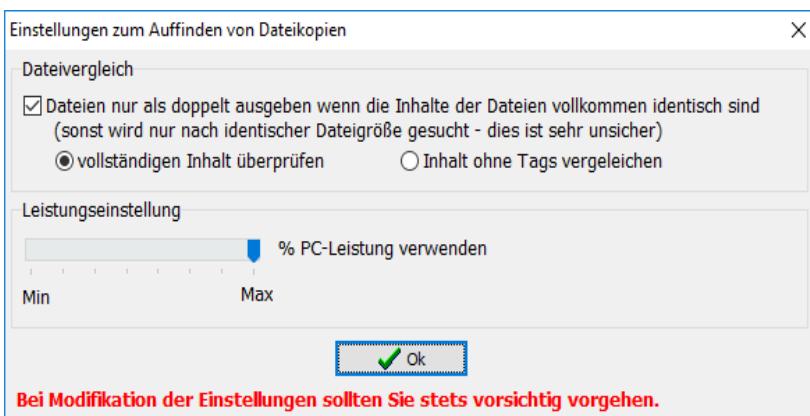 Einstellungen zum Auffinden von Dateikopien
Dateivergleich
Dateien nur als doppelt ausgeben wenn die Inhalte der Dateien vollkommen identisch sind
(sonst wird nur nach identischer Dateigröße gesucht - dies ist sehr unsicher)
vollständigen Inhalt überprüfen Inhalt ohne Tags vergeleichen
Leistungseinstellung
% PC-Leistung verwenden
Min Max
Ok
Bei Modifikation der Einstellungen sollten Sie stets vorsichtig vorgehen.